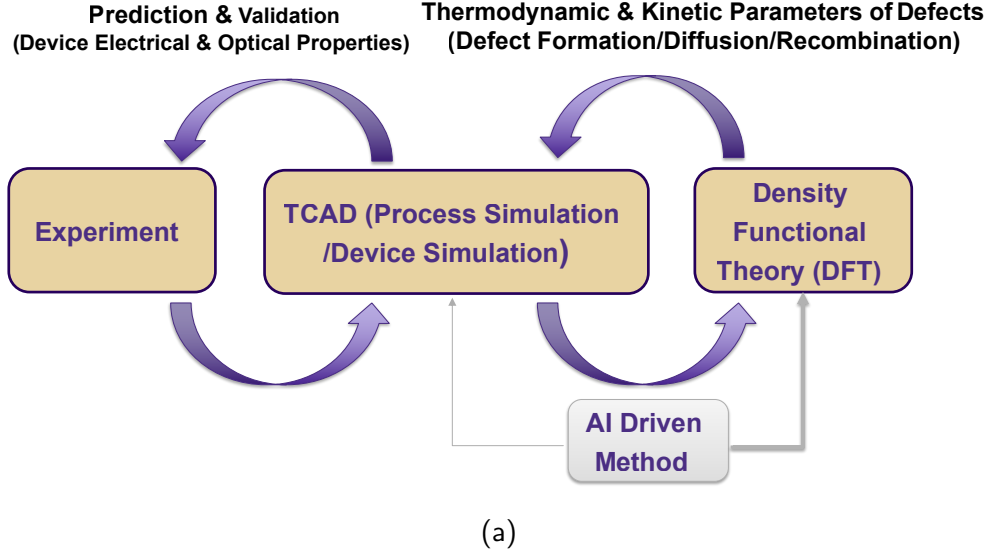 Prediction & Validation
(Device Electrical & Optical Properties)
Thermodynamic & Kinetic Parameters of Defects
(Defect Formation/Diffusion/Recombination)
Experiment
TCAD (Process Simulation
/Device Simulation)
Density
Functional
Theory (DFT)
AI Driven
Method
(a)